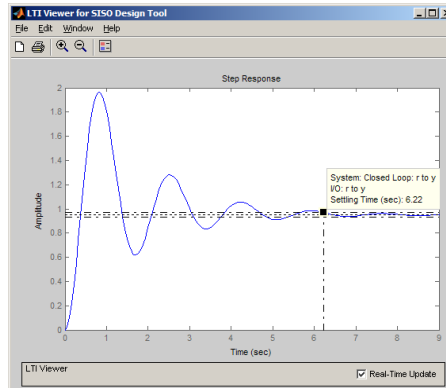 LTI Viewer for SISO Design Tool
File Edit Window Help
Step Response
2
1.8
1.6
1.4
1.2
1
0.8
0.6
0.4
0.2
0
Amplitude
System: Closed Loop: r to y
I/O: r to y
Settling Time (sec): 6.22
0 1 2 3 4 5 6 7 8 9
Time (sec)
LTI Viewer
Real-Time Update